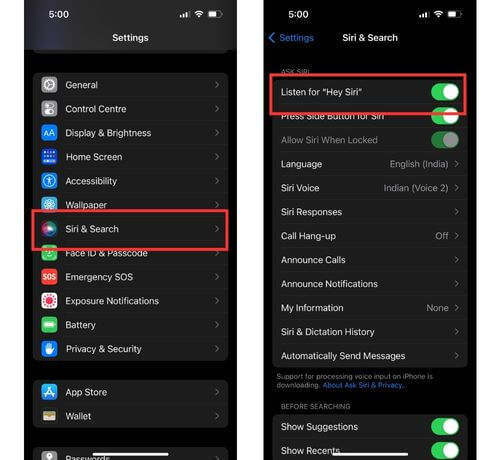 5:00
Settings
General
Control Centre
Display & Brightness
Home Screen
Accessibility
Wallpaper
Siri & Search
Face ID & Passcode
SOS
Emergency SOS
Exposure Notifications
Battery
Privacy & Security
App Store
Wallet
Passwords
5:00
Settings
Siri & Search
ASK SIRI
Listen for “Hey Siri”
Press Side Button for Siri
Allow Siri When Locked
Language English (India)
Siri Voice Indian (Voice 2)
Siri Responses
Call Hang-up Off
Announce Calls
Announce Notifications
My Information None
Siri & Dictation History
Automatically Send Messages
Support for processing voice input on iPhone is
downloading. About Ask Siri & Privacy...
BEFORE SEARCHING
Show Suggestions
Show Recents